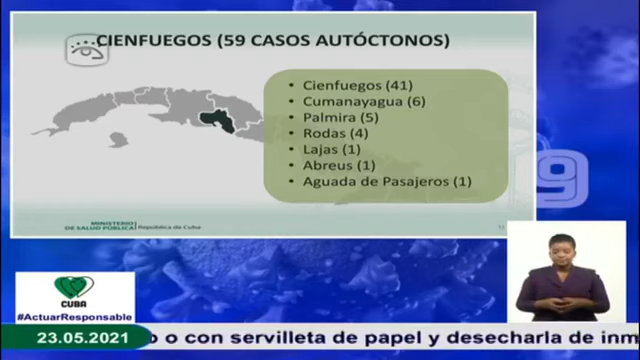 CIENFUEGOS (59 CASOS AUTÓCTONOS)
• Cienfuegos (41)
• Cumanayagua (6)
• Palmira (5)
• Rodas (4)
• Lajas (1)
• Abreus (1)
• Aguada de Pasajeros (1)
MINISTERIO
DE SALUD PÚBLICA
República de Cuba
9
CUBA
#ActuarResponsable
23.05.2021
o o con servilleta de papel y desecharla de inm